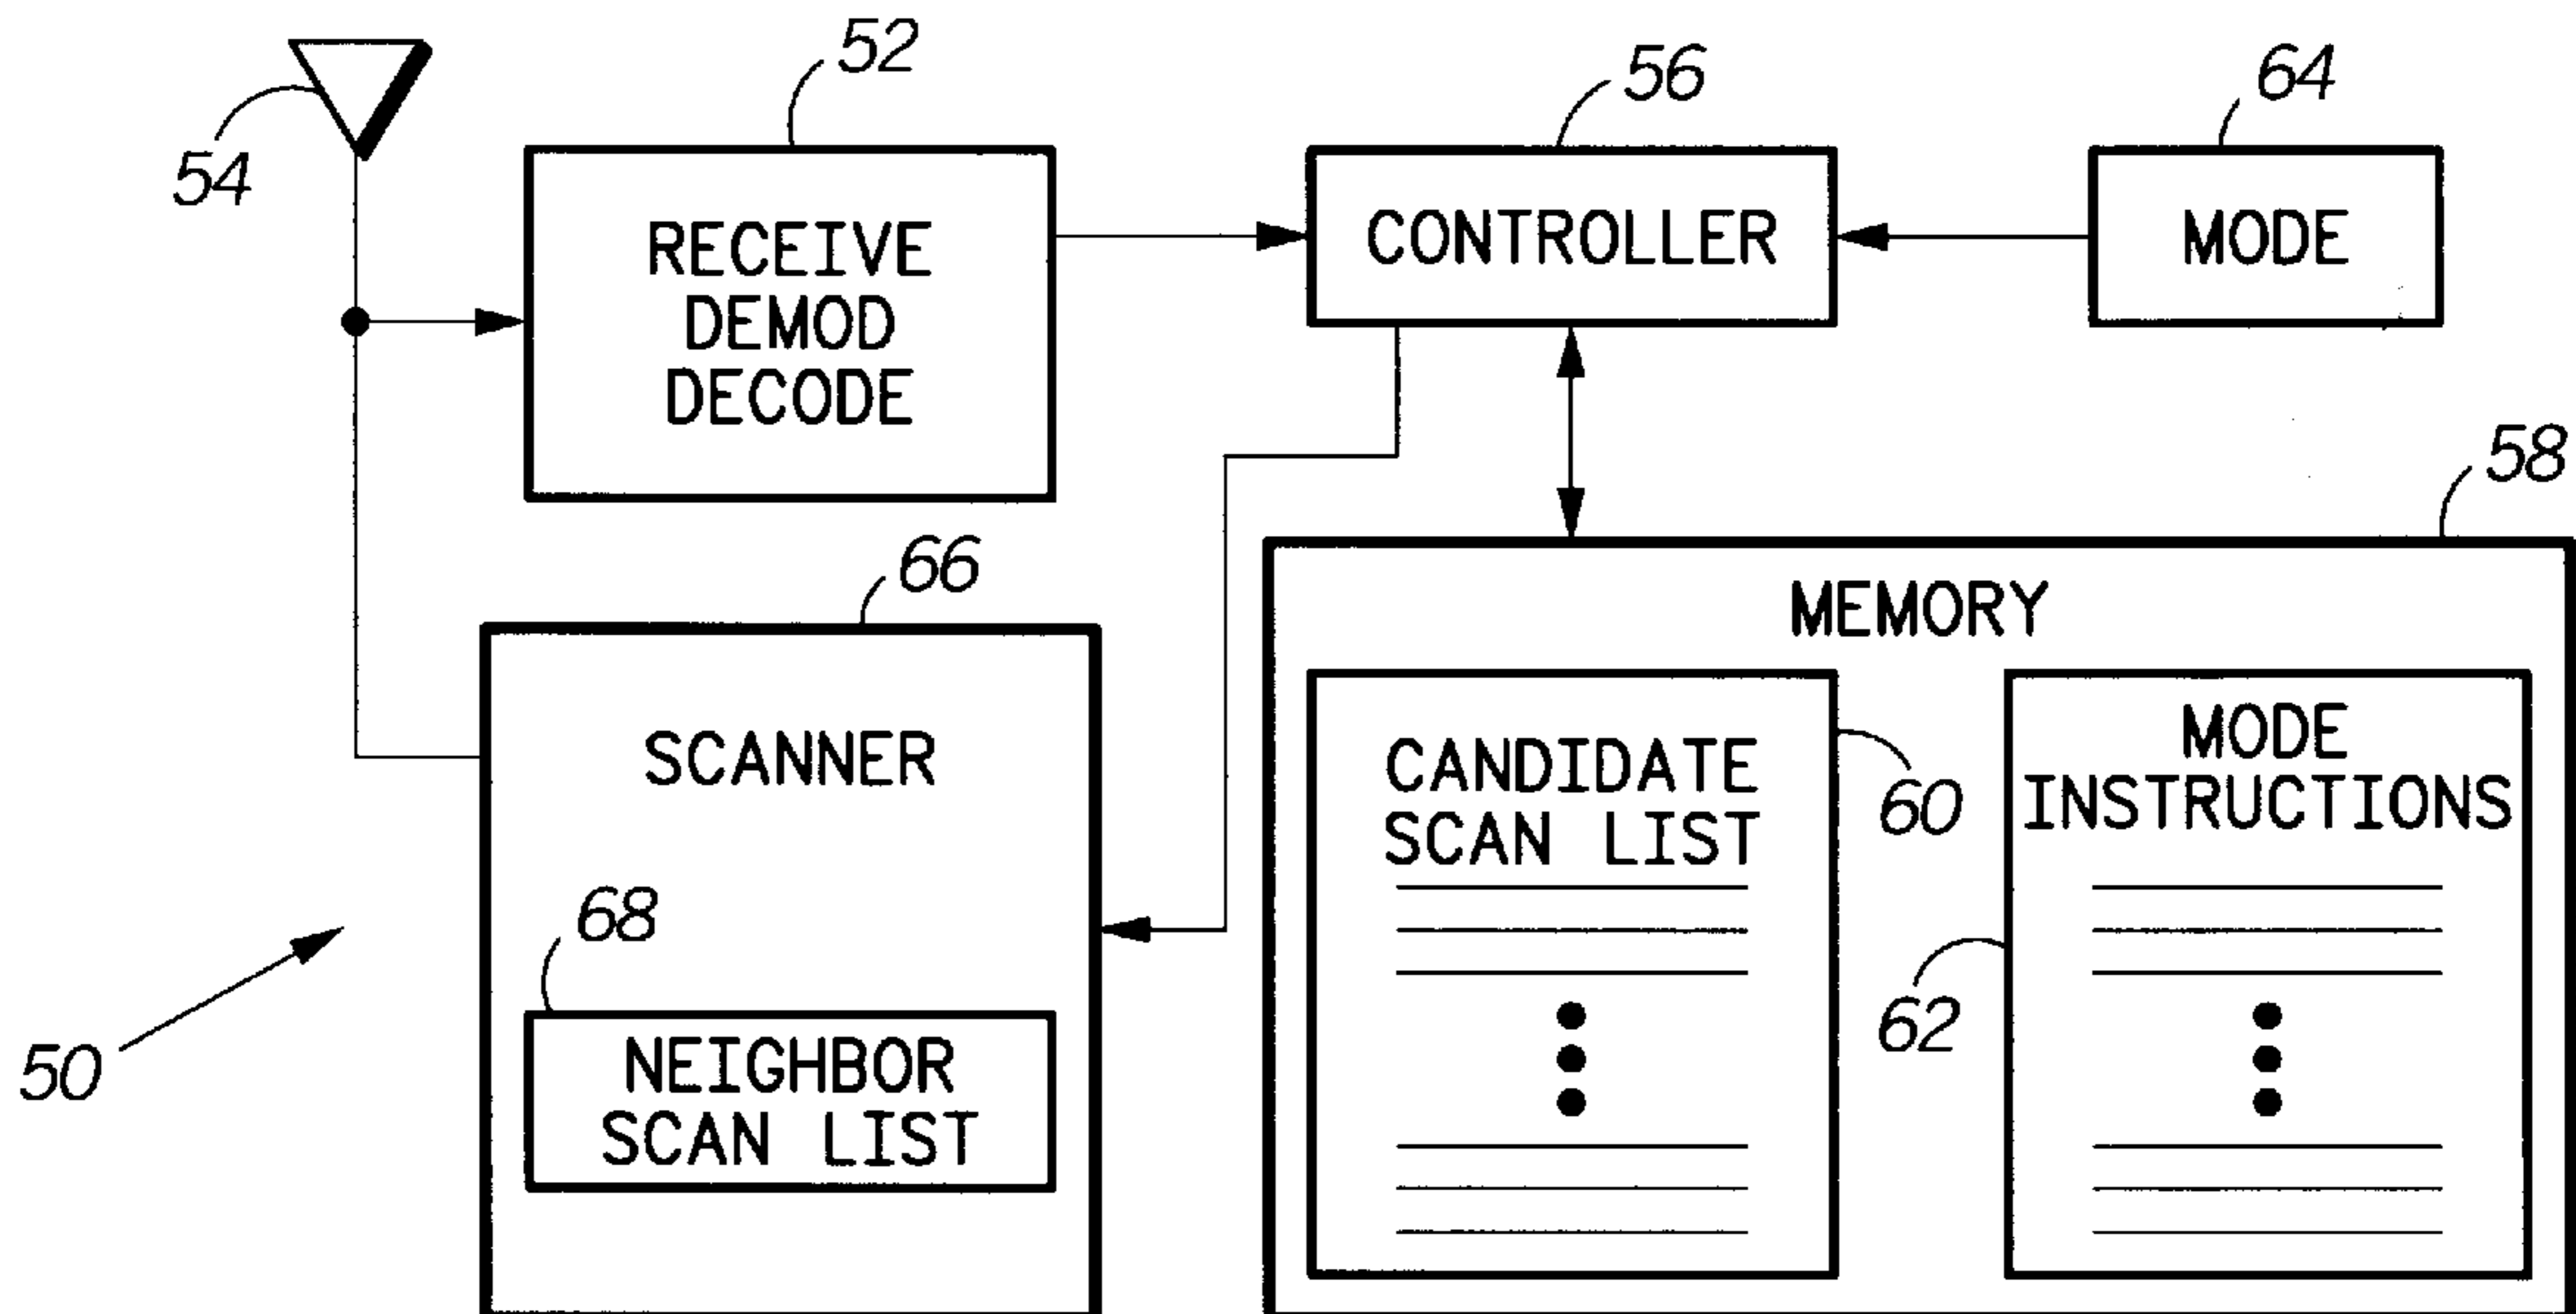 52
56
64
54
RECEIVE
DEMOD
DECODE
CONTROLLER
MODE
58
66
MEMORY
SCANNER
CANDIDATE
SCAN LIST
60
MODE
INSTRUCTIONS
68
62
50
NEIGHBOR
SCAN LIST